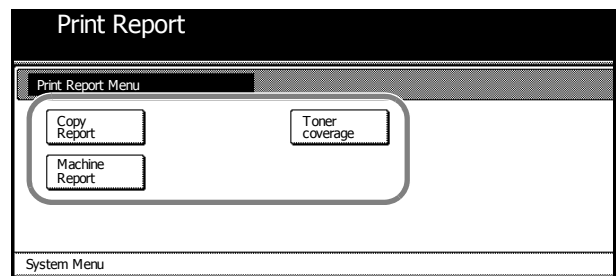 Print Report
Print Report Menu
Copy
Report
Toner
coverage
Machine
Report
System Menu